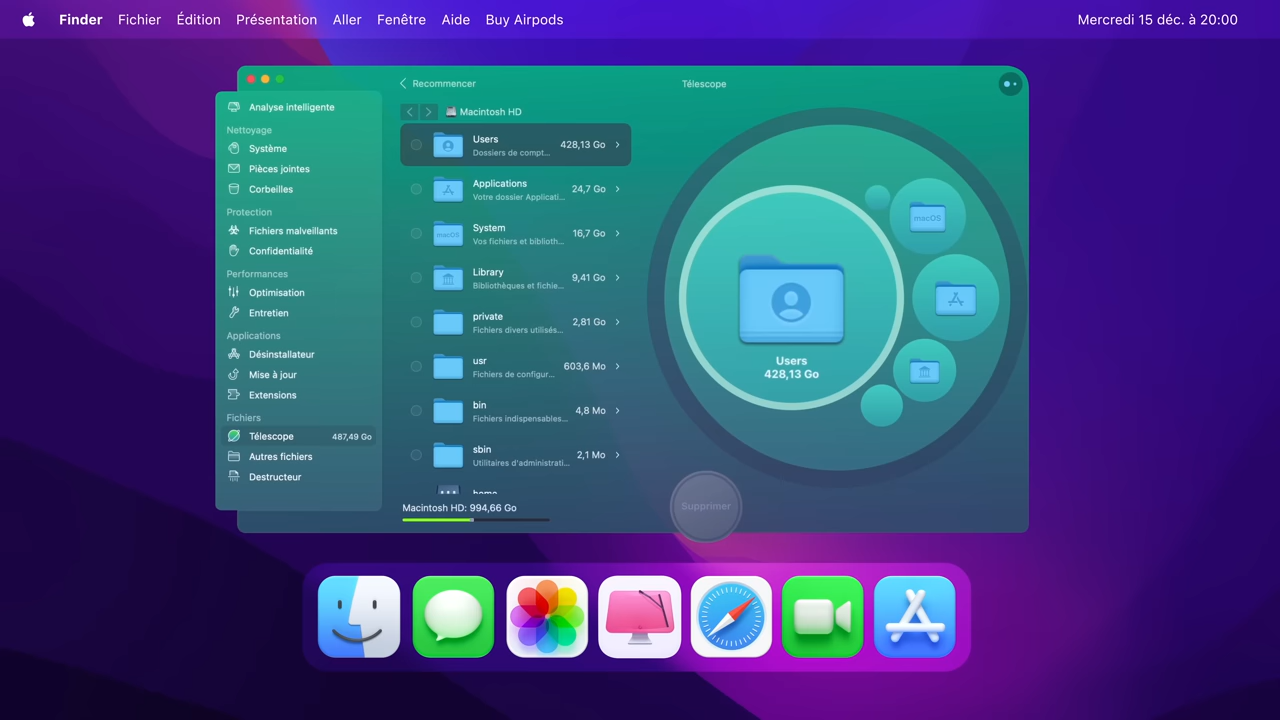 Finder Fichier Édition Présentation Aller Fenêtre Aide Buy Airpods
Mercredi 15 déc. à 20:00
Recommencer
Télescope
Analyse intelligente
Nettoyage
Système
Pièces jointes
Corbeilles
Protection
Fichiers malveillants
Confidentialité
Performances
Optimisation
Entretien
Applications
Désinstallateur
Mise à jour
Extensions
Fichiers
Télescope 487,49 Go
Autres fichiers
Destructeur
Macintosh HD
Users
Dossiers de compt... 428,13 Go
Applications
Votre dossier Applicati... 24,7 Go
macOS
System
Vos fichiers et biblioth... 16,7 Go
Library
Bibliothèques et fichie... 9,41 Go
private
Fichiers divers utilisés... 2,81 Go
usr
Fichiers de configur... 603,6 Mo
bin
Fichiers indispensables... 4,8 Mo
sbin
Utilitaires d'administrati... 2,1 Mo
home
Macintosh HD: 994,66 Go
macOS
Users
428,13 Go
Supprimer